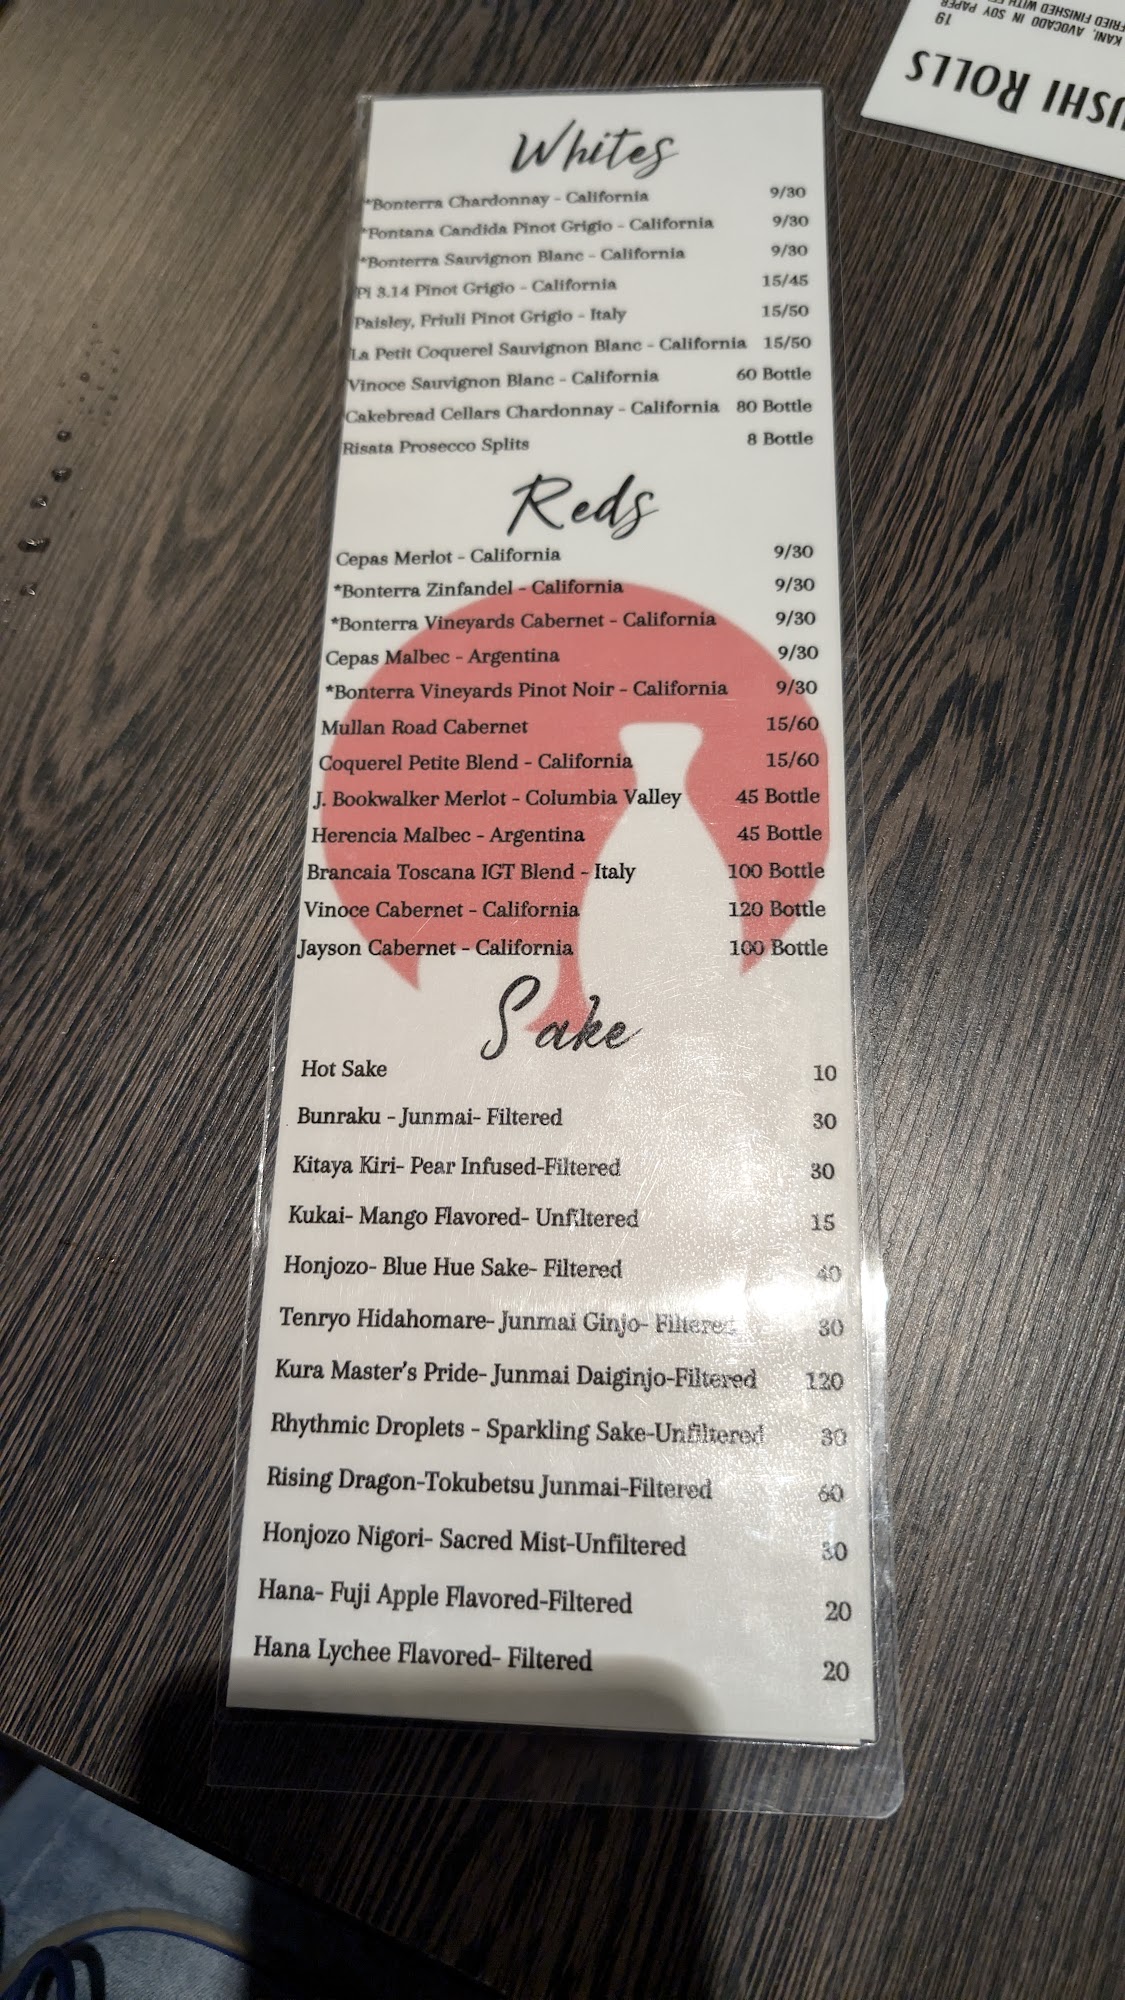 Whites
*Bonterra Chardonnay - California 9/30
*Fontana Candida Pinot Grigio - California 9/30
*Bonterra Sauvignon Blanc - California 9/30
Pi 3.14 Pinot Grigio - California 15/45
Paisley, Friuli Pinot Grigio - Italy 15/50
La Petit Coquerel Sauvignon Blanc - California 15/50
Vinoce Sauvignon Blanc - California 60 Bottle
Cakebread Cellars Chardonnay - California 80 Bottle
Risata Prosecco Splits 8 Bottle
Reds
Cepas Merlot - California 9/30
*Bonterra Zinfandel - California 9/30
*Bonterra Vineyards Cabernet - California 9/30
Cepas Malbec - Argentina 9/30
*Bonterra Vineyards Pinot Noir - California 9/30
Mullan Road Cabernet 15/60
Coquerel Petite Blend - California 15/60
J. Bookwalker Merlot - Columbia Valley 45 Bottle
Herencia Malbec - Argentina 45 Bottle
Brancaia Toscana IGT Blend - Italy 100 Bottle
Vinoce Cabernet - California 120 Bottle
Jayson Cabernet - California 100 Bottle
Sake
Hot Sake 10
Bunraku - Junmai- Filtered 30
Kitaya Kiri- Pear Infused-Filtered 30
Kukai- Mango Flavored- Unfiltered 15
Honjozo- Blue Hue Sake- Filtered 40
Tenryo Hidahomare- Junmai Ginjo- Filtered 30
Kura Master's Pride- Junmai Daiginjo-Filtered 120
Rhythmic Droplets - Sparkling Sake-Unfiltered 30
Rising Dragon-Tokubetsu Junmai-Filtered 60
Honjozo Nigori- Sacred Mist-Unfiltered 30
Hana- Fuji Apple Flavored-Filtered 20
Hana Lychee Flavored- Filtered 20
USHI ROLLS
19
KANI, AVOCADO IN SOY PAPER
FRIED FINISHED WITH